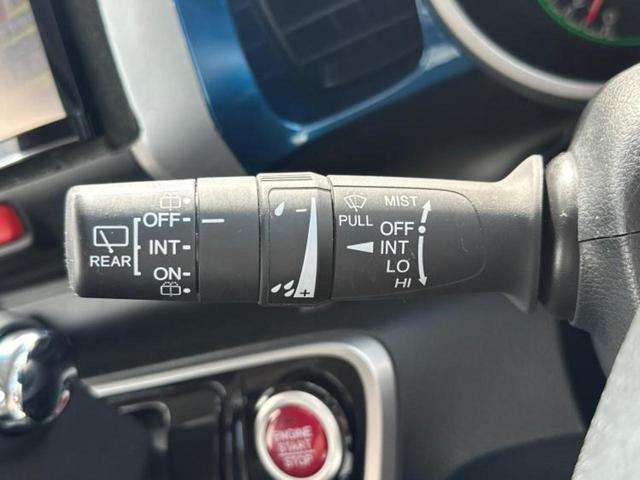 REAR
OFF
INT
ON
- +
PULL
MIST
OFF
INT
LO
HI
ENGINE
START
STOP